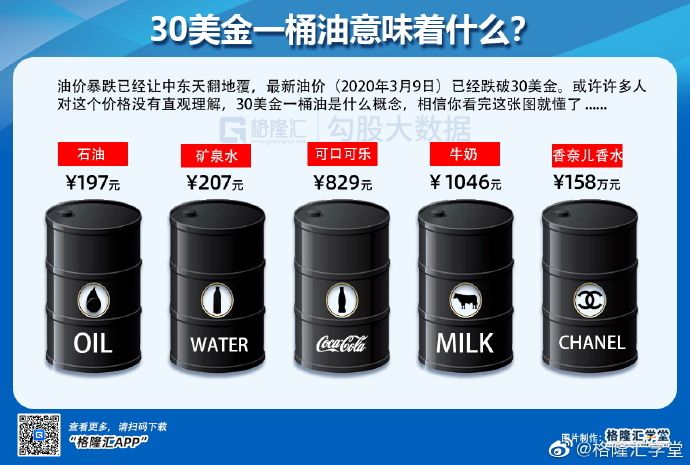 30美金一桶油意味着什么？
油价暴跌已经让中东天翻地覆，最新油价（2020年3月9日）已经跌破30美金。或许许多人
对这个价格没有直观理解，30美金一桶油是什么概念，相信你看完这张图就懂了 ......
格隆汇 勾股大数据
石油 矿泉水 可口可乐 牛奶 香奈儿香水
¥197元 ¥207元 ¥829元 ¥1046元 ¥158万元
OIL WATER Coca-Cola MILK CHANEL
查看更多，请扫码下载
“格隆汇APP”
图片制作： 格隆汇学堂
@格隆汇学堂